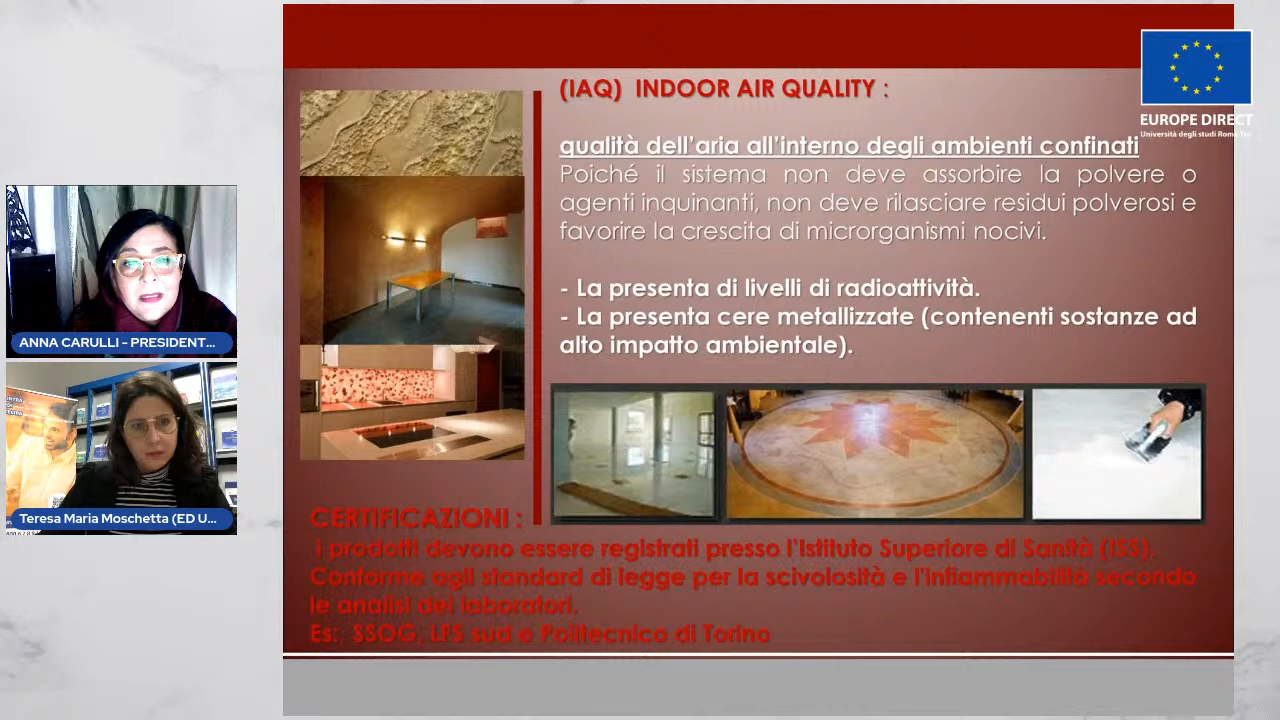 (IAQ) INDOOR AIR QUALITY :
EUROPE DIRECT
Università degli studi Roma Tre
qualità dell'aria all'interno degli ambienti confinati
Poiché il sistema non deve assorbire la polvere o
agenti inquinanti, non deve rilasciare residui polverosi e
favorire la crescita di microrganismi nocivi.
- La presenta di livelli di radioattività.
- La presenta cere metallizzate (contenenti sostanze ad
alto impatto ambientale).
ANNA CARULLI - PRESIDENT...
Teresa Maria Moschetta (ED U...
CERTIFICAZIONI :
i prodotti devono essere registrati presso l'Istituto Superiore di Sanità (ISS).
Conforme agli standard di legge per la scivolosità e l'infiammabilità secondo
le analisi dei laboratori.
Es: SSOG, LFS sud e Politecnico di Torino